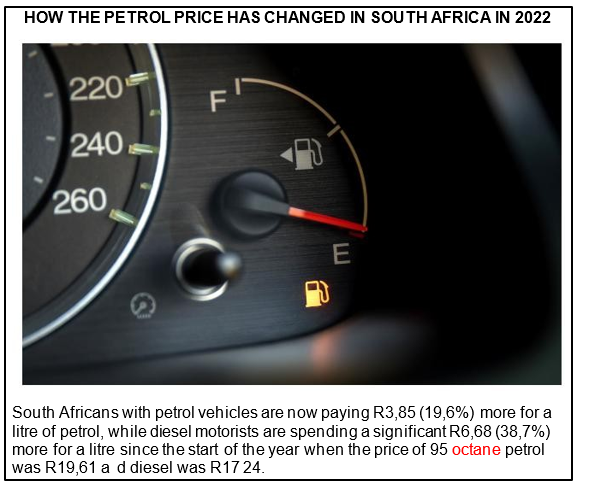 HOW THE PETROL PRICE HAS CHANGED IN SOUTH AFRICA IN 2022
220
F
240
260
E
South Africans with petrol vehicles are now paying R3,85 (19,6%) more for a
litre of petrol, while diesel motorists are spending a significant R6,68 (38,7%)
more for a litre since the start of the year when the price of 95 octane petrol
was R19,61 a d diesel was R17 24.